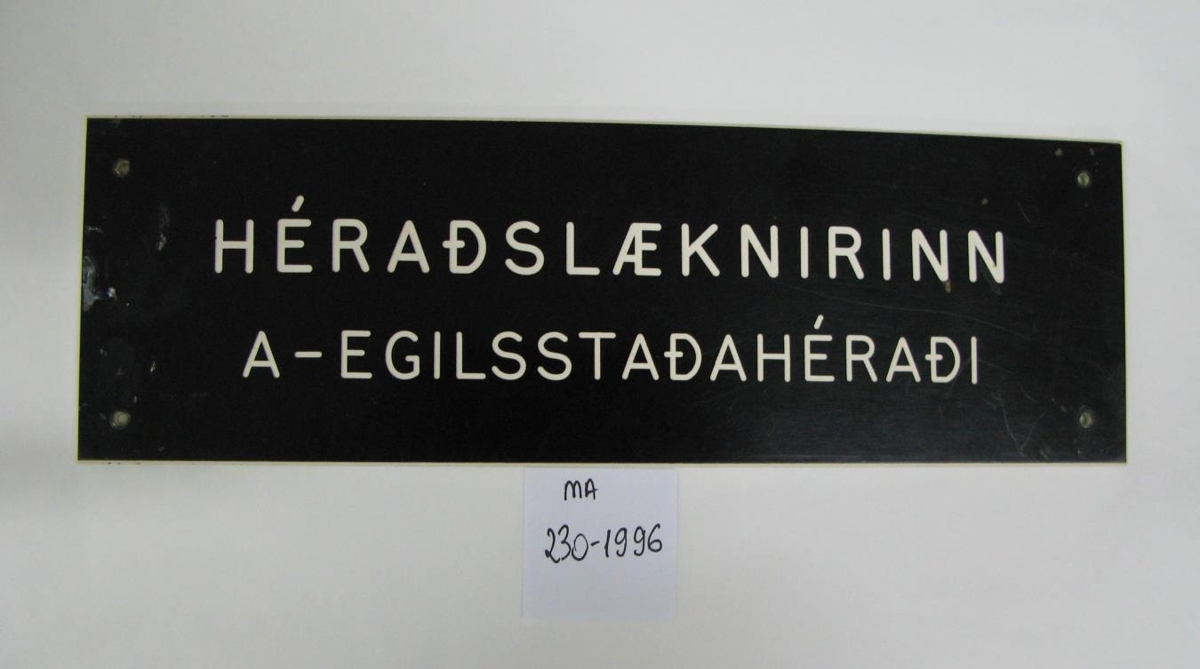 HÉRAÐSLÆKNIRINN
A-EGILSSTAÐAHÉRAÐI
MA
230-1996